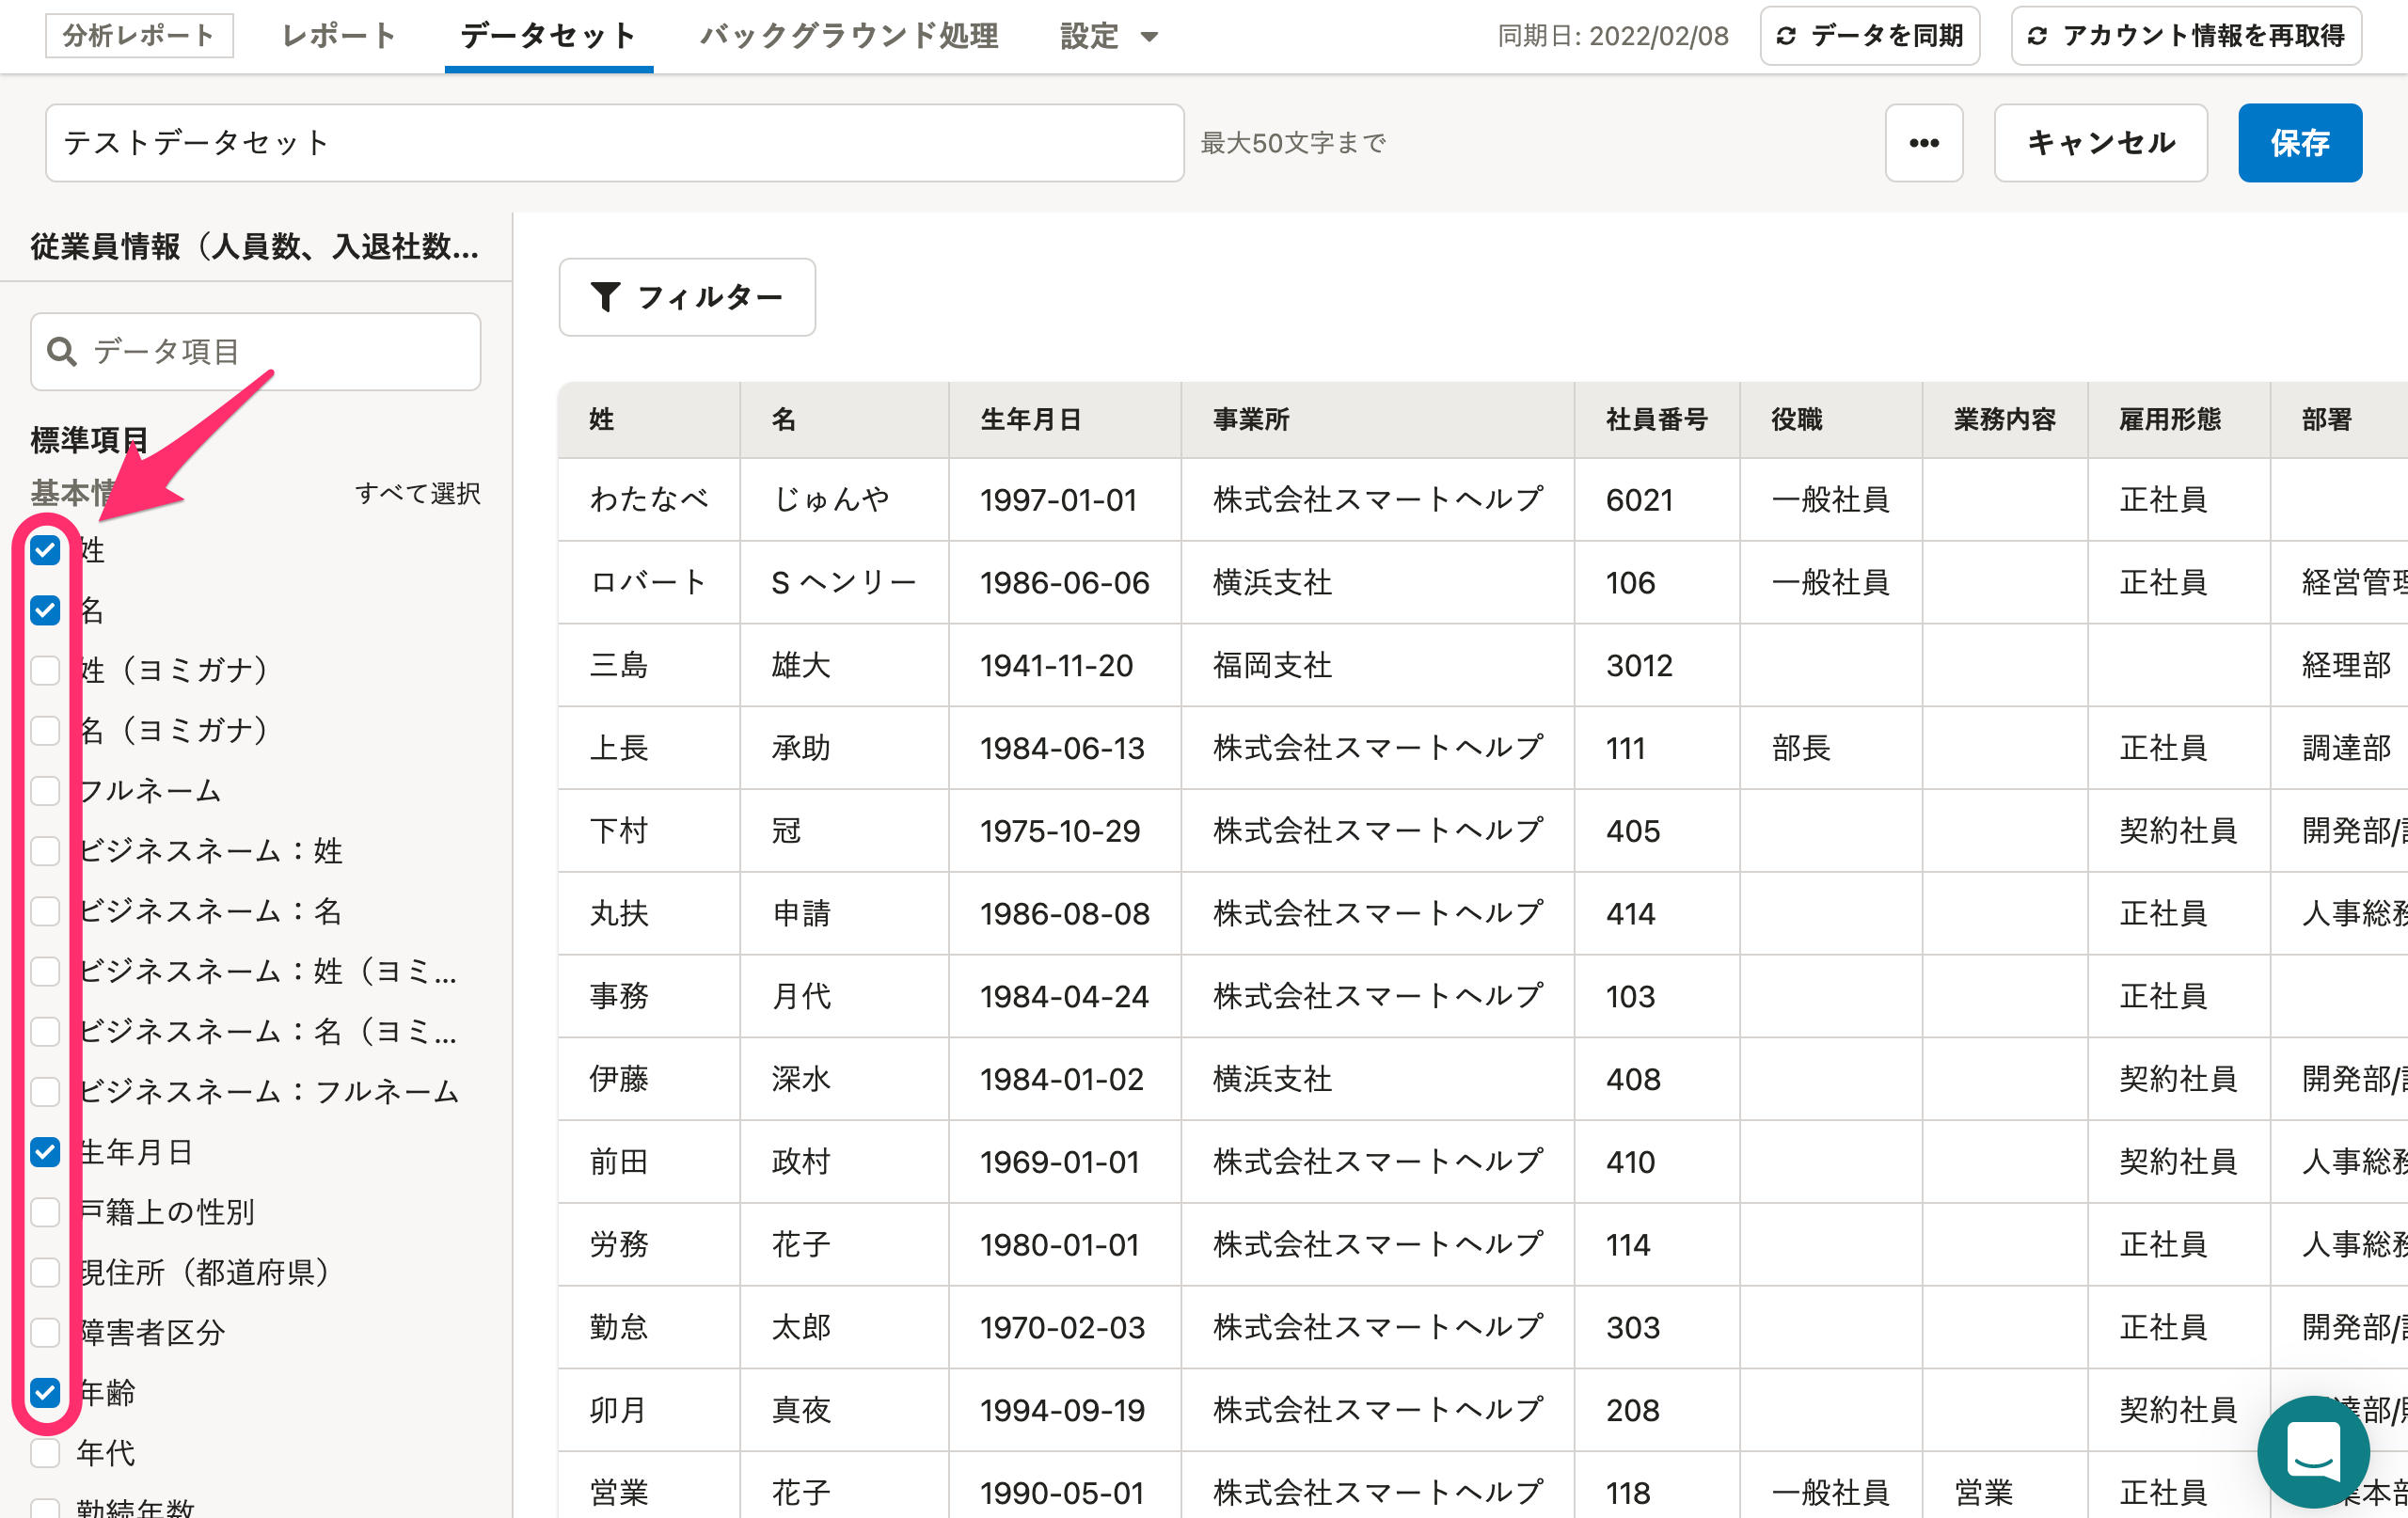 分析レポート レポート データセット バックグラウンド処理 設定 同期日: 2022/02/08 データを同期 アカウント情報を再取得
テストデータセット 最大50文字まで ••• キャンセル 保存
従業員情報（人員数、入退社数...
データ項目
標準項目
基本情 すべて選択
姓
名
姓（ヨミガナ）
名（ヨミガナ）
フルネーム
ビジネスネーム：姓
ビジネスネーム：名
ビジネスネーム：姓（ヨミ...
ビジネスネーム：名（ヨミ...
ビジネスネーム：フルネーム
生年月日
戸籍上の性別
現住所（都道府県）
障害者区分
年齢
年代
勤続年数
フィルター
姓 名 生年月日 事業所 社員番号 役職 業務内容 雇用形態 部署
わたなべ じゅんや 1997-01-01 株式会社スマートヘルプ 6021 一般社員 正社員
ロバート S ヘンリー 1986-06-06 横浜支社 106 一般社員 正社員 経営管理
三島 雄大 1941-11-20 福岡支社 3012 経理部
上長 承助 1984-06-13 株式会社スマートヘルプ 111 部長 正社員 調達部
下村 冠 1975-10-29 株式会社スマートヘルプ 405 契約社員 開発部/
丸扶 申請 1986-08-08 株式会社スマートヘルプ 414 正社員 人事総務
事務 月代 1984-04-24 株式会社スマートヘルプ 103 正社員
伊藤 深水 1984-01-02 横浜支社 408 契約社員 開発部/
前田 政村 1969-01-01 株式会社スマートヘルプ 410 契約社員 人事総務
労務 花子 1980-01-01 株式会社スマートヘルプ 114 正社員 人事総務
勤怠 太郎 1970-02-03 株式会社スマートヘルプ 303 正社員 開発部/
卯月 真夜 1994-09-19 株式会社スマートヘルプ 208 契約社員 達部/
営業 花子 1990-05-01 株式会社スマートヘルプ 118 一般社員 営業 正社員 本部